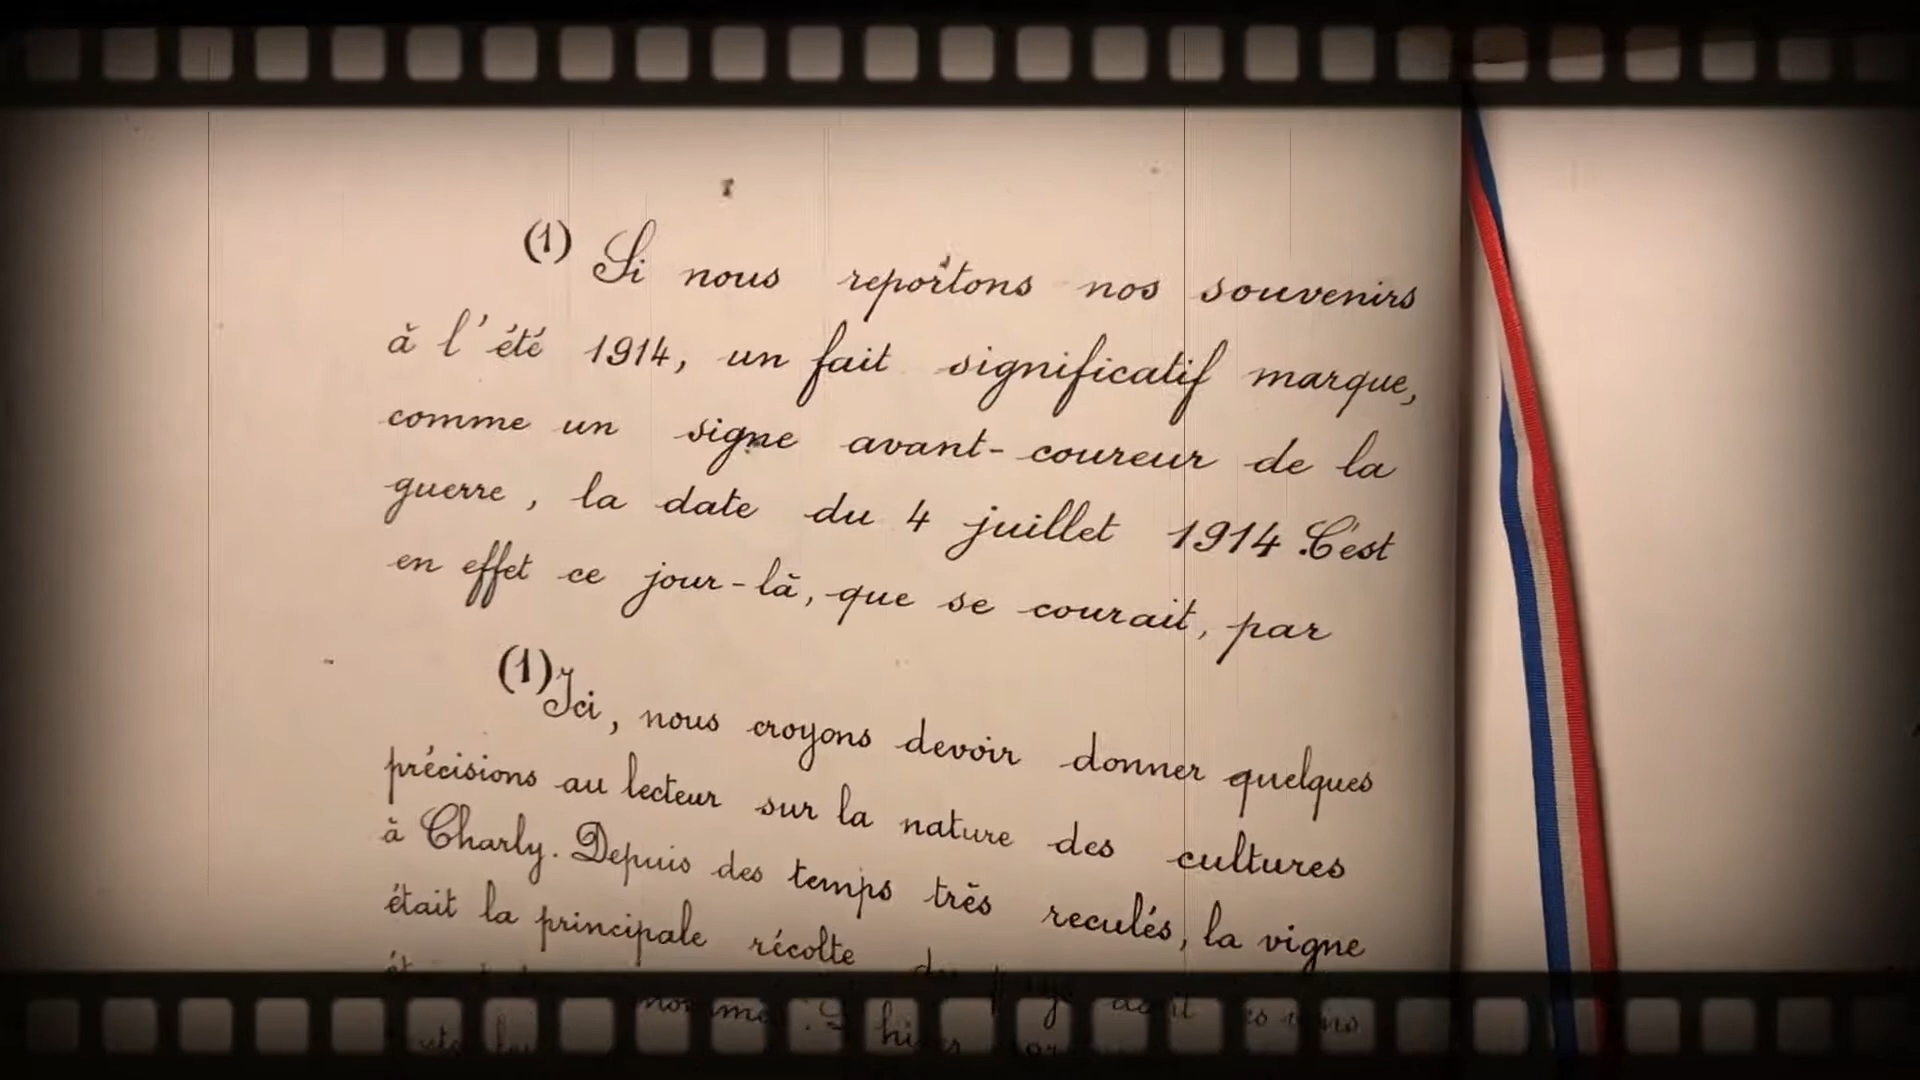 (1) Si nous reportons nos souvenirs
à l'été 1914, un fait significatif marque,
comme un signe avant-coureur de la
guerre, la date du 4 juillet 1914. C'est
en effet ce jour-là, que se courait, par
(1) Ici, nous croyons devoir donner quelques
précisions au lecteur sur la nature des cultures
à Charly. Depuis des temps très reculés, la vigne
était la principale récolte